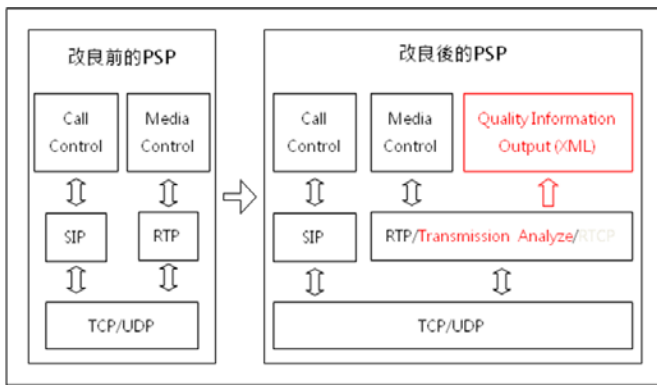 改良前的PSP
Call
Control
Media
Control
SIP
RTP
TCP/UDP
改良後的PSP
Call
Control
Media
Control
Quality Information
Output (XML)
SIP
RTP/Transmission Analyze/RTCP
TCP/UDP